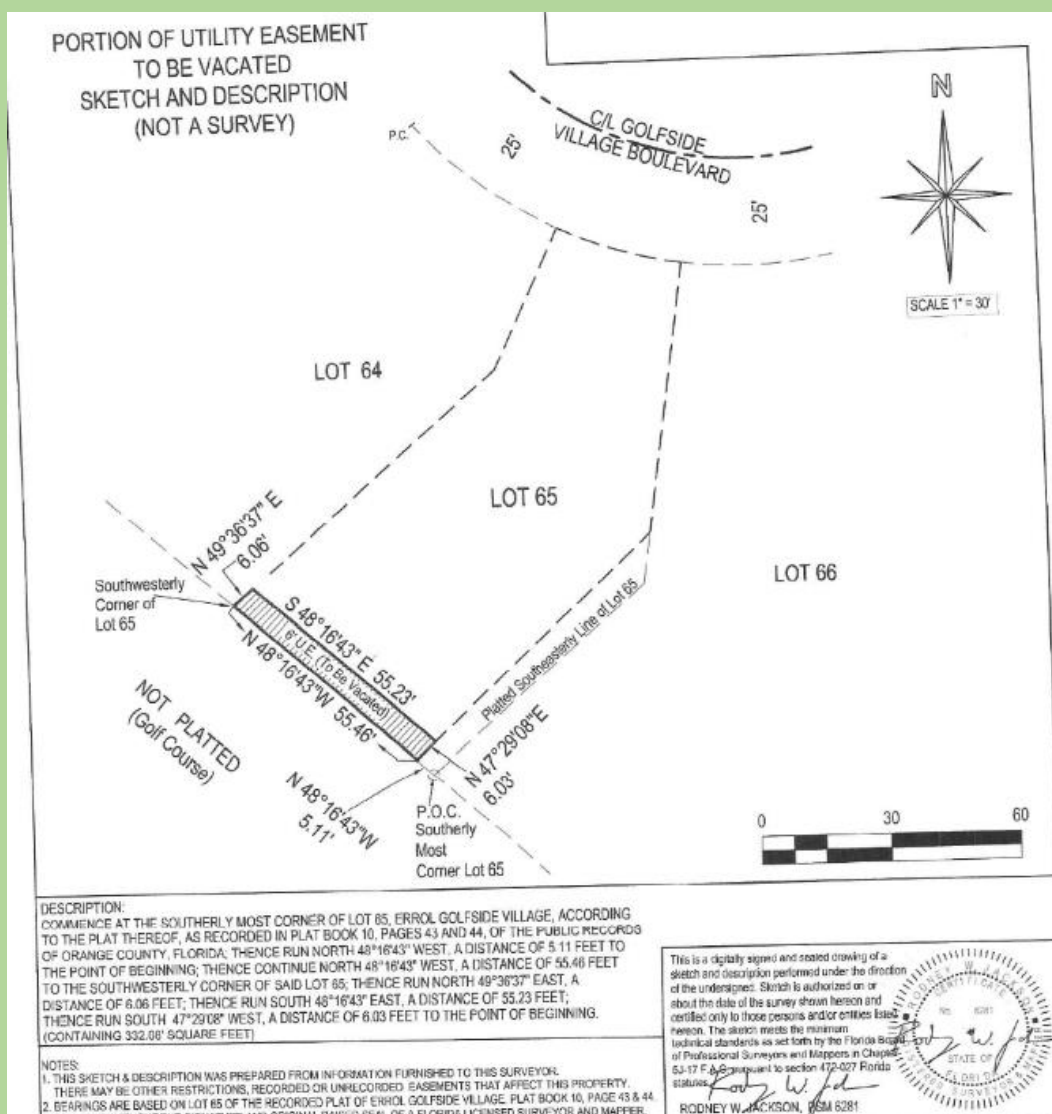 PORTION OF UTILITY EASEMENT
TO BE VACATED
SKETCH AND DESCRIPTION
(NOT A SURVEY)
P.C.
25'
C/L GOLFSIDE
VILLAGE BOULEVARD
25'
N
SCALE 1" = 30'
LOT 64
LOT 65
LOT 66
N 49°36'37" E
6.06'
Southwesterly
Corner of
Lot 65
S 48°16'43" E 55.23'
6' U.E. (To Be Vacated)
N 48°16'43"W 55.46'
Platted Southeasterly Line of Lot 65
NOT PLATTED
(Golf Course)
N 47°29'08"E
6.03'
N 48°16'43"W
5.11'
P.O.C.
Southerly
Most
Corner Lot 65
0 30 60
DESCRIPTION:
COMMENCE AT THE SOUTHERLY MOST CORNER OF LOT 65, ERROL GOLFSIDE VILLAGE, ACCORDING
TO THE PLAT THEREOF, AS RECORDED IN PLAT BOOK 10, PAGES 43 AND 44, OF THE PUBLIC RECORDS
OF ORANGE COUNTY, FLORIDA; THENCE RUN NORTH 48°16'43" WEST, A DISTANCE OF 5.11 FEET TO
THE POINT OF BEGINNING; THENCE CONTINUE NORTH 48°16'43" WEST, A DISTANCE OF 55.46 FEET
TO THE SOUTHWESTERLY CORNER OF SAID LOT 65; THENCE RUN NORTH 49°36'37" EAST, A
DISTANCE OF 6.06 FEET; THENCE RUN SOUTH 48°16'43" EAST, A DISTANCE OF 55.23 FEET;
THENCE RUN SOUTH 47°29'08" WEST, A DISTANCE OF 6.03 FEET TO THE POINT OF BEGINNING.
(CONTAINING 332.06' SQUARE FEET)
NOTES:
1. THIS SKETCH & DESCRIPTION WAS PREPARED FROM INFORMATION FURNISHED TO THIS SURVEYOR.
THERE MAY BE OTHER RESTRICTIONS, RECORDED OR UNRECORDED EASEMENTS THAT AFFECT THIS PROPERTY.
2. BEARINGS ARE BASED ON LOT 65 OF THE RECORDED PLAT OF ERROL GOLFSIDE VILLAGE, PLAT BOOK 10, PAGE 43 & 44.
This is a digitally signed and sealed drawing of a
sketch and description performed under the direction
of the undersigned. Sketch is authorized on or
about the date of the survey shown hereon and
certified only to those persons and/or entities listed
hereon. The sketch meets the minimum
technical standards as set forth by the Florida Board
of Professional Surveyors and Mappers in Chapter
5J-17 F.A.C. pursuant to section 472-027 Florida
statutes.
RODNEY W. JACKSON, PSM 6281
RODNEY W. JACKSON
CERTIFICATE
No. 6281
STATE OF
FLORIDA